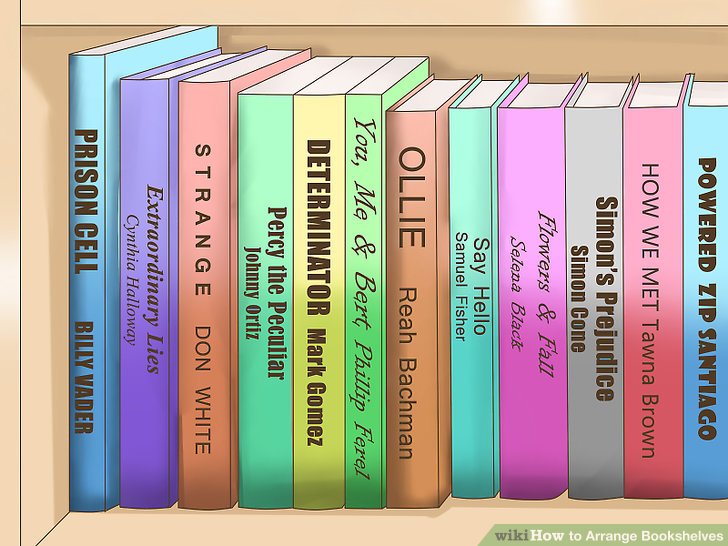 PRISON CELL BILLY VADER
Extraordinary Lies
Cynthia Halloway
STRANGE DON WHITE
Percy the Peculiar
Johnny Ortiz
DETERMINATOR Mark Gomez
You, Me & Bert, Phillip Ferel
OLLIE Reah Bachman
Say Hello
Samuel Fisher
Flowers & Fall
Selena Black
Simon's Prejudice
Simon Cone
HOW WE MET Tawna Brown
POWERED ZIP SANTIAGO
wikiHow to Arrange Bookshelves